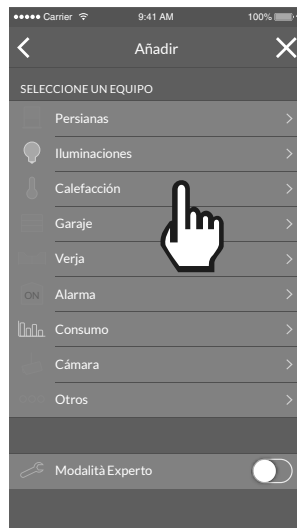 Carrier 9:41 AM 100%
Añadir
SELECCIONE UN EQUIPO
Persianas
Iluminaciones
Calefacción
Garaje
Verja
ON Alarma
Consumo
Cámara
Otros
Modalità Experto